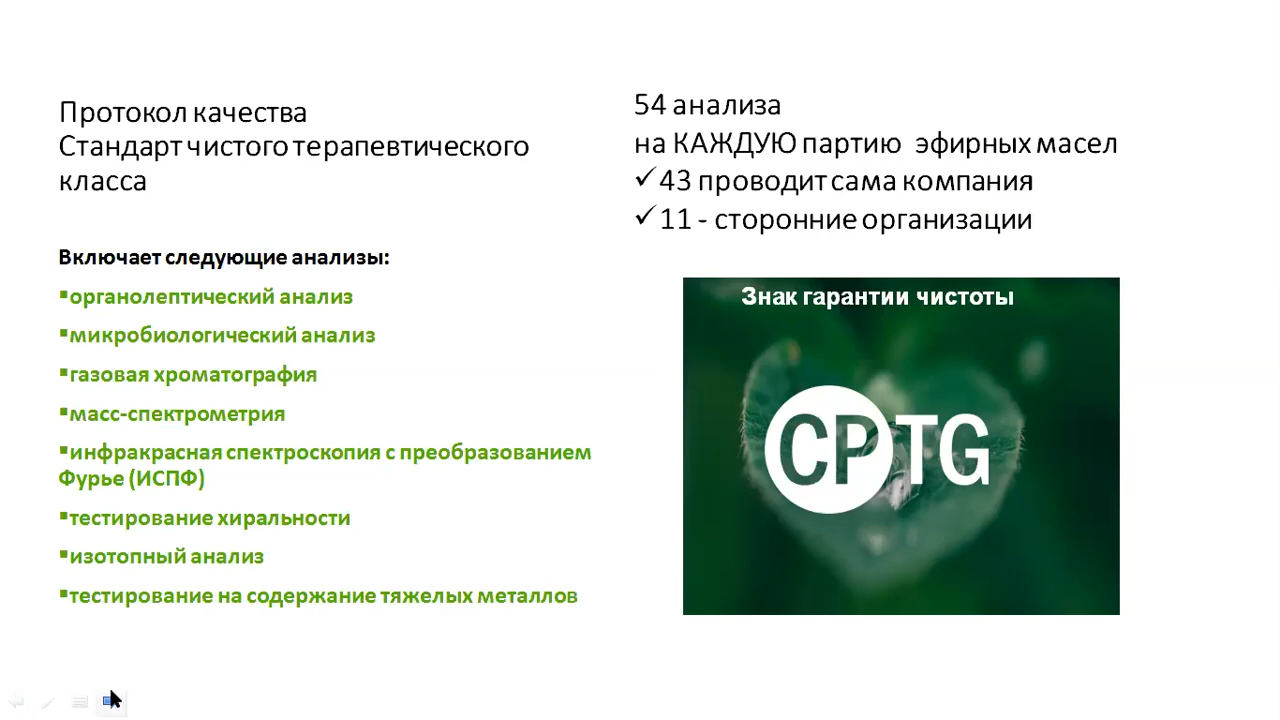 Протокол качества
Стандарт чистого терапевтического
класса
Включает следующие анализы:
▪органолептический анализ
▪микробиологический анализ
▪газовая хроматография
▪масс-спектрометрия
▪инфракрасная спектроскопия с преобразованием
Фурье (ИСПФ)
▪тестирование хиральности
▪изотопный анализ
▪тестирование на содержание тяжелых металлов
54 анализа
на КАЖДУЮ партию эфирных масел
✓43 проводит сама компания
✓11 - сторонние организации
Знак гарантии чистоты
CPTG